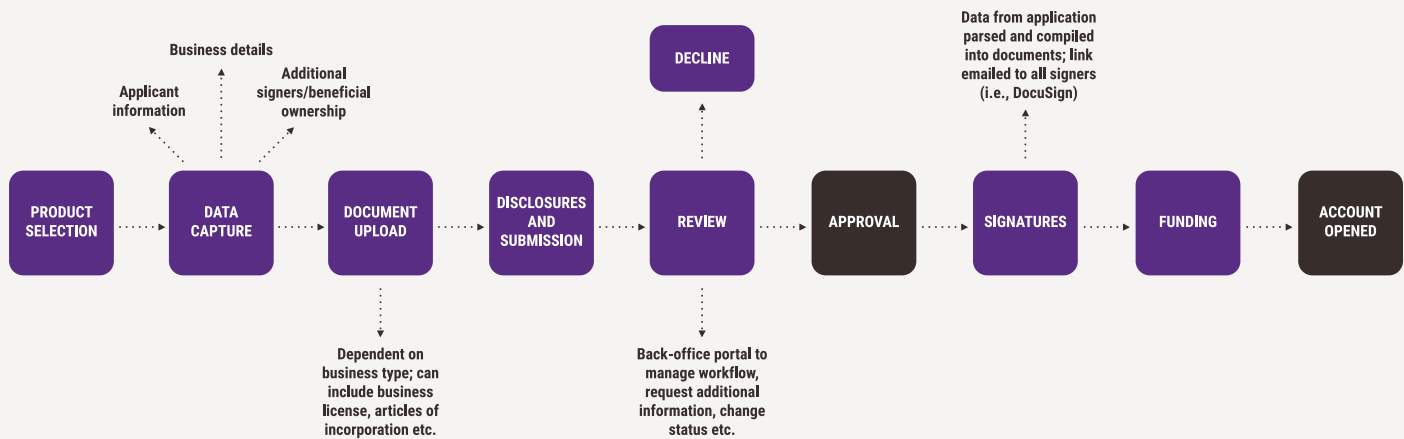 Business details
Applicant
information
Additional
signers/beneficial
ownership
DECLINE
Data from application
parsed and compiled
into documents; link
emailed to all signers
(i.e., DocuSign)
PRODUCT
SELECTION
DATA
CAPTURE
DOCUMENT
UPLOAD
DISCLOSURES
AND
SUBMISSION
REVIEW
APPROVAL
SIGNATURES
FUNDING
ACCOUNT
OPENED
Dependent on
business type; can
include business
license, articles of
incorporation etc.
Back-office portal to
manage workflow,
request additional
information, change
status etc.